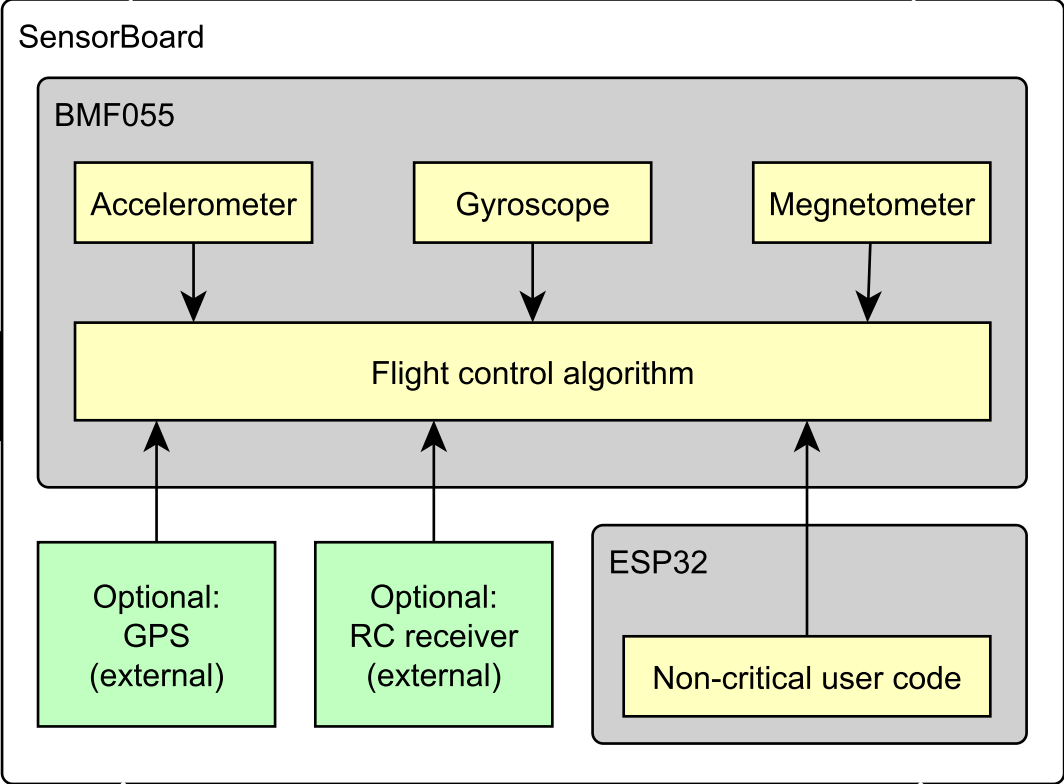 SensorBoard
BMF055
Accelerometer
Gyroscope
Megnetometer
Flight control algorithm
Optional:
GPS
(external)
Optional:
RC receiver
(external)
ESP32
Non-critical user code